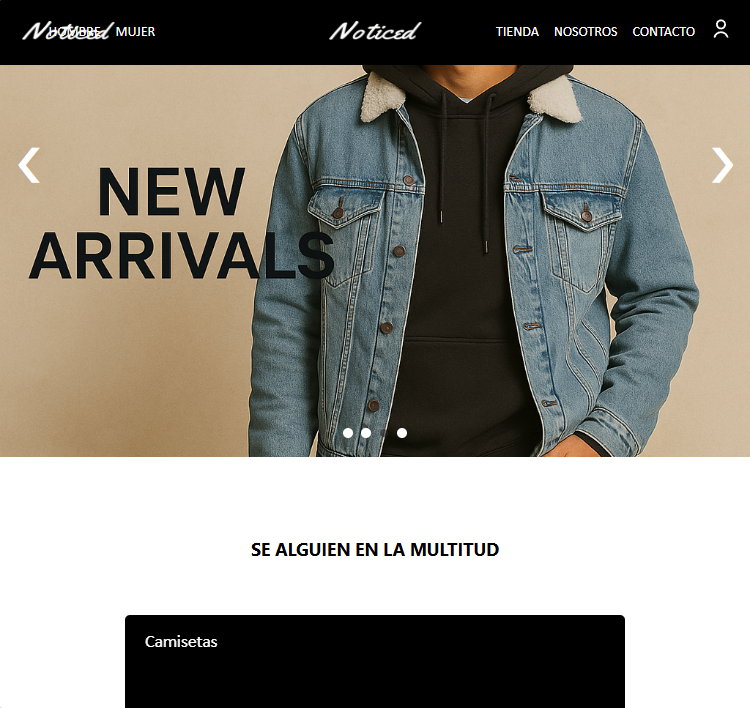 Noticed
HOMBRE MUJER
Noticed
TIENDA NOSOTROS CONTACTO
NEW
ARRIVALS
SE ALGUIEN EN LA MULTITUD
Camisetas